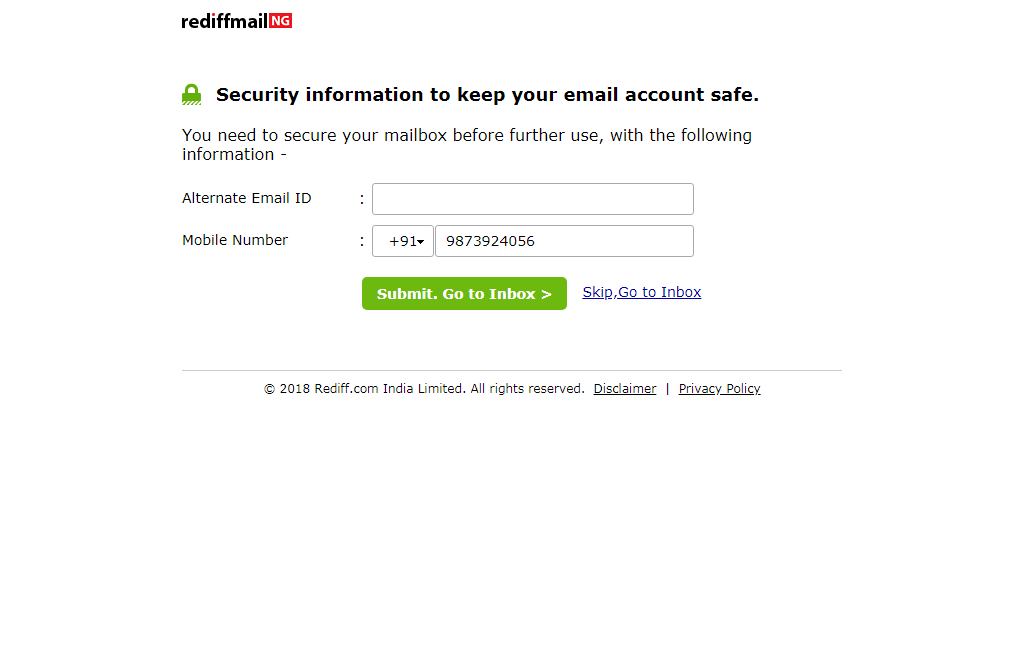 rediffmail NG
Security information to keep your email account safe.
You need to secure your mailbox before further use, with the following
information -
Alternate Email ID :
Mobile Number : +91 9873924056
Submit. Go to Inbox > Skip,Go to Inbox
© 2018 Rediff.com India Limited. All rights reserved. Disclaimer | Privacy Policy